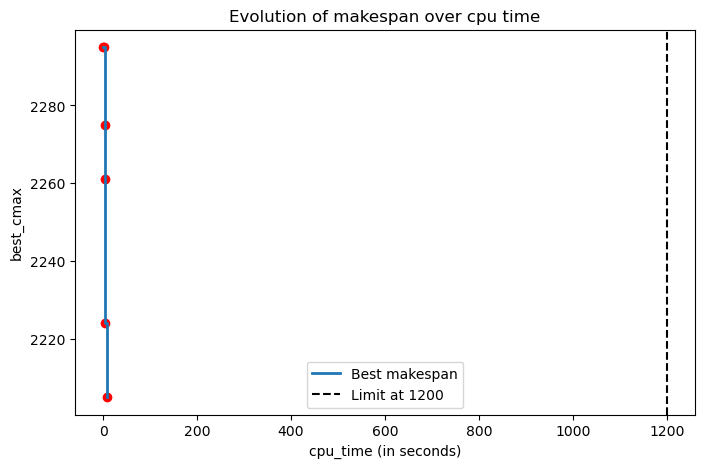 Evolution of makespan over cpu time
best_cmax
2280
2260
2240
2220
Best makespan
Limit at 1200
0 200 400 600 800 1000 1200
cpu_time (in seconds)